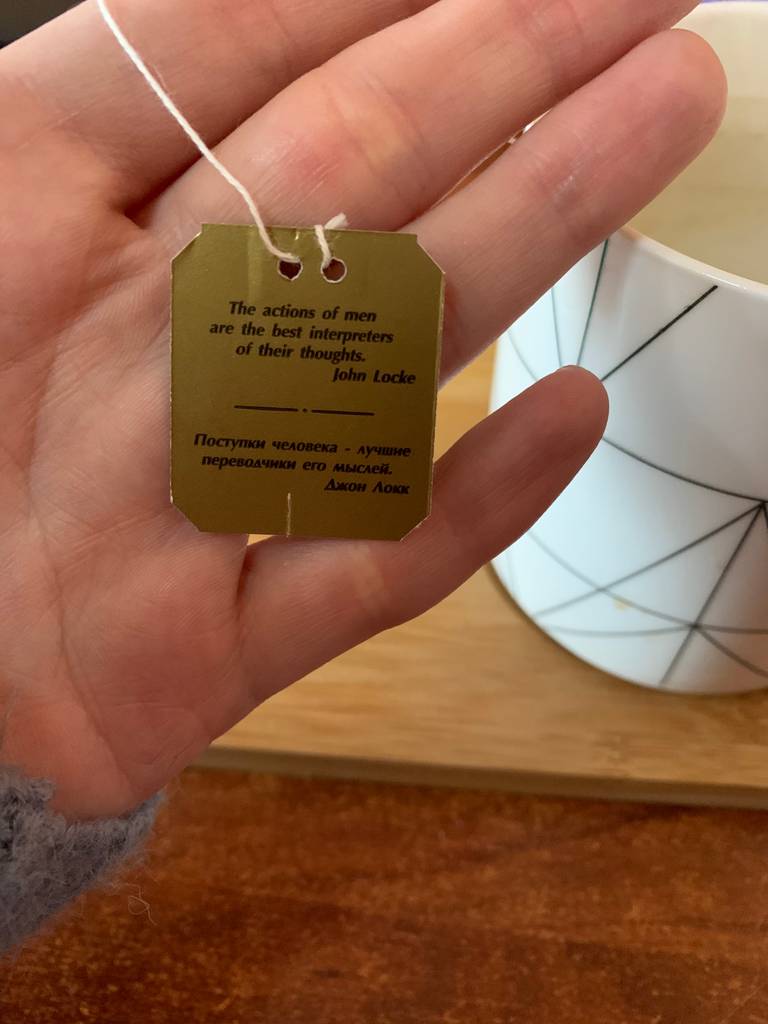 The actions of men
are the best interpreters
of their thoughts.
John Locke
Поступки человека - лучшие
переводчики его мыслей.
Джон Локк